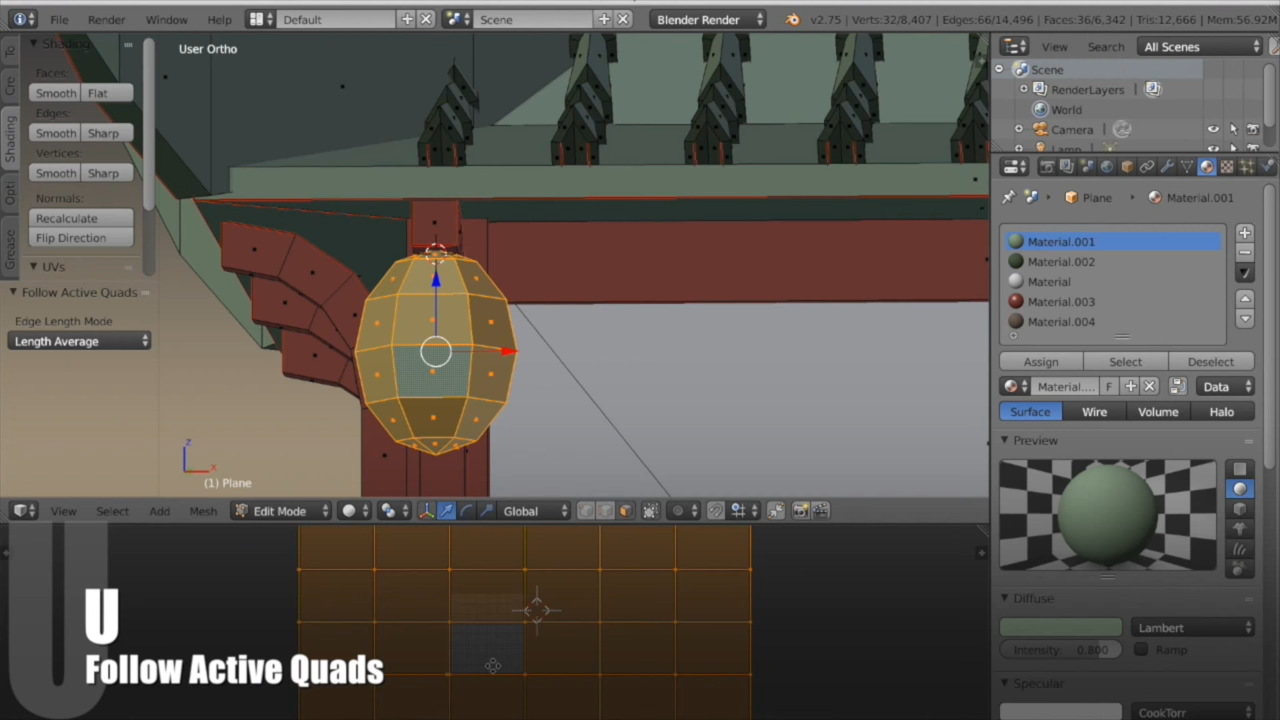 File Render Window Help Default Scene Blender Render v2.75 | Verts:32/8,407 | Edges:66/14,496 | Faces:36/6,342 | Tris:12,666 | Mem:56.92M
View Search All Scenes
Scene
RenderLayers
World
Camera
Lamp
User Ortho
To
Cre
Shading
Opti
Grease
Shading
Faces:
Smooth Flat
Edges:
Smooth Sharp
Vertices:
Smooth Sharp
Normals:
Recalculate
Flip Direction
UVs
Follow Active Quads
Edge Length Mode
Length Average
z
x
(1) Plane
View Select Add Mesh Edit Mode Global
U
U
Follow Active Quads
Plane Material.001
Material.001
Material.002
Material
Material.003
Material.004
Assign Select Deselect
Material.... F Data
Surface Wire Volume Halo
Preview
Diffuse
Lambert
Intensity: 0.800 Ramp
Specular
CookTorr